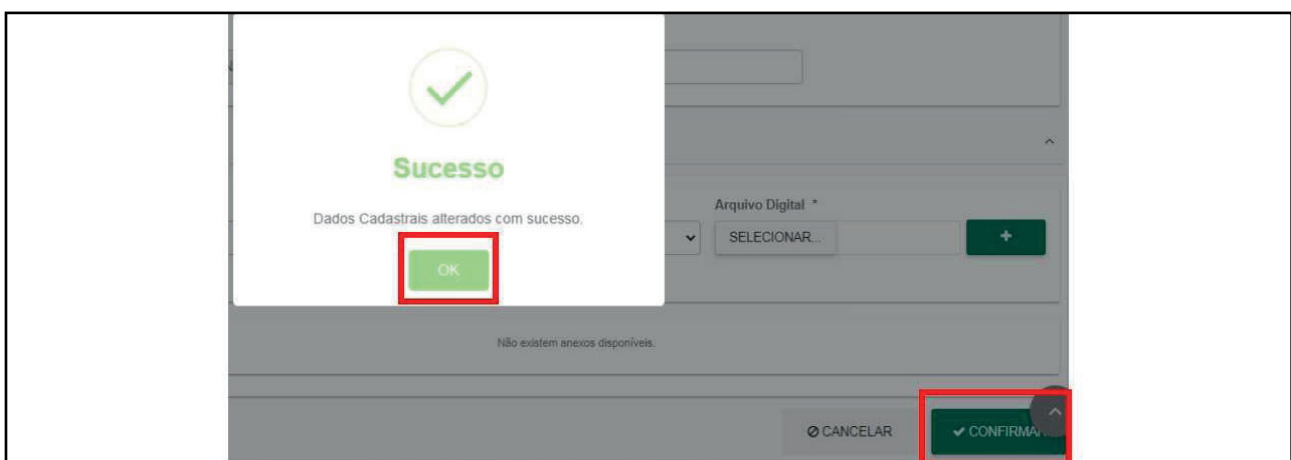 Sucesso
Dados Cadastrais alterados com sucesso.
OK
Arquivo Digital *
SELECIONAR...
+
Não existem anexos disponíveis.
CANCELAR
CONFIRMA